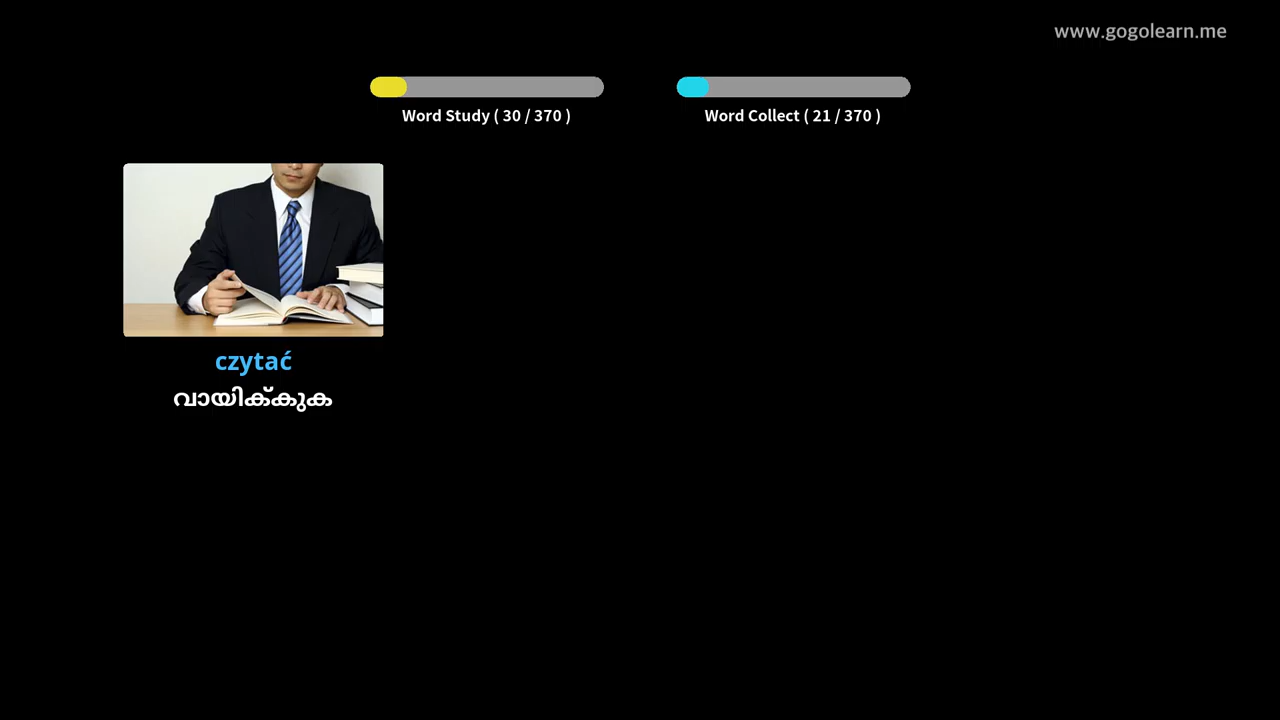 www.gogolearn.me
Word Study ( 30 / 370 )
Word Collect ( 21 / 370 )
czytać
വായിക്കുക